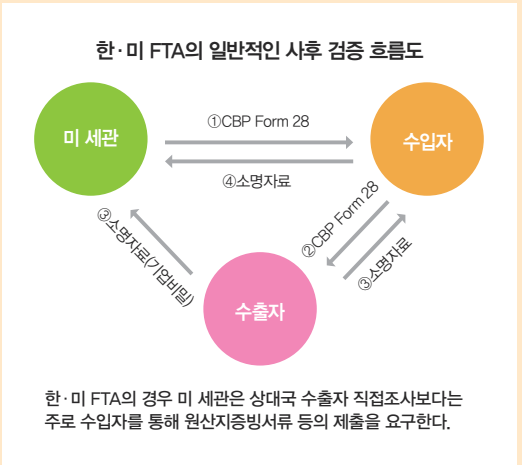 한·미 FTA의 일반적인 사후 검증 흐름도
미 세관
①CBP Form 28
수입자
④소명자료
③소명자료(기업비밀)
②CBP Form 28
③소명자료
수출자
한·미 FTA의 경우 미 세관은 상대국 수출자 직접조사보다는
주로 수입자를 통해 원산지증빙서류 등의 제출을 요구한다.